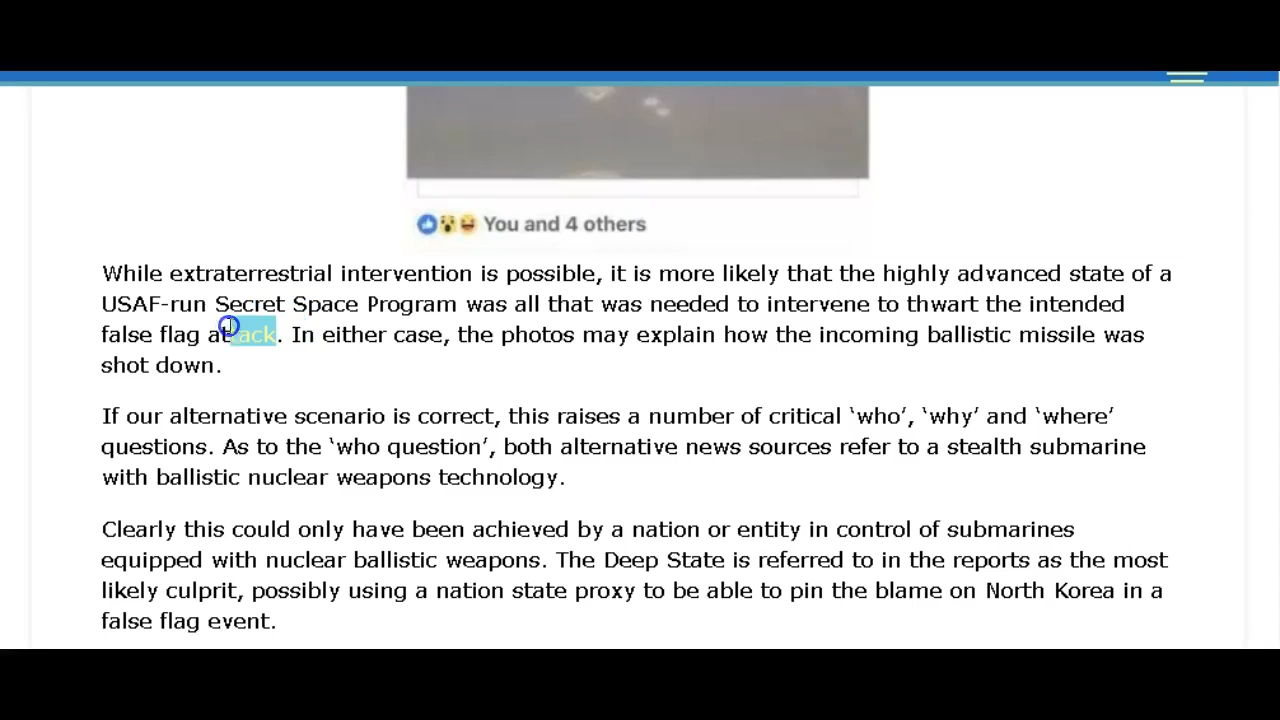 You and 4 others
While extraterrestrial intervention is possible, it is more likely that the highly advanced state of a
USAF-run Secret Space Program was all that was needed to intervene to thwart the intended
false flag attack. In either case, the photos may explain how the incoming ballistic missile was
shot down.
If our alternative scenario is correct, this raises a number of critical ‘who’, ‘why’ and ‘where’
questions. As to the ‘who question’, both alternative news sources refer to a stealth submarine
with ballistic nuclear weapons technology.
Clearly this could only have been achieved by a nation or entity in control of submarines
equipped with nuclear ballistic weapons. The Deep State is referred to in the reports as the most
likely culprit, possibly using a nation state proxy to be able to pin the blame on North Korea in a
false flag event.